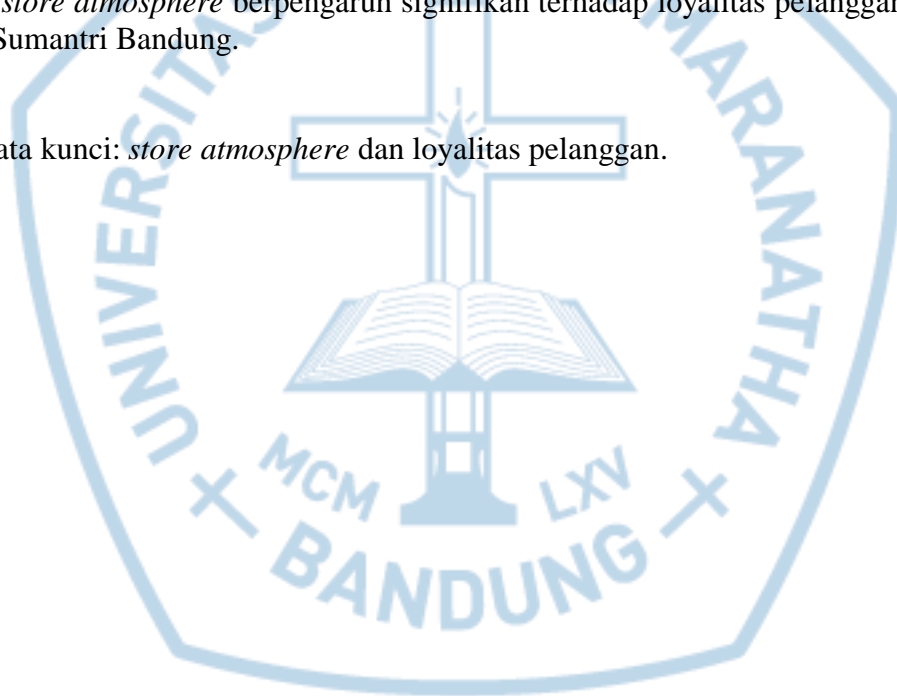 store atmosphere berpengaruh signifikan terhadap loyalitas pelanggan
Sumantri Bandung.
ata kunci: store atmosphere dan loyalitas pelanggan.
UNIVERSITAS MARANATHA
MCM LXV
BANDUNG